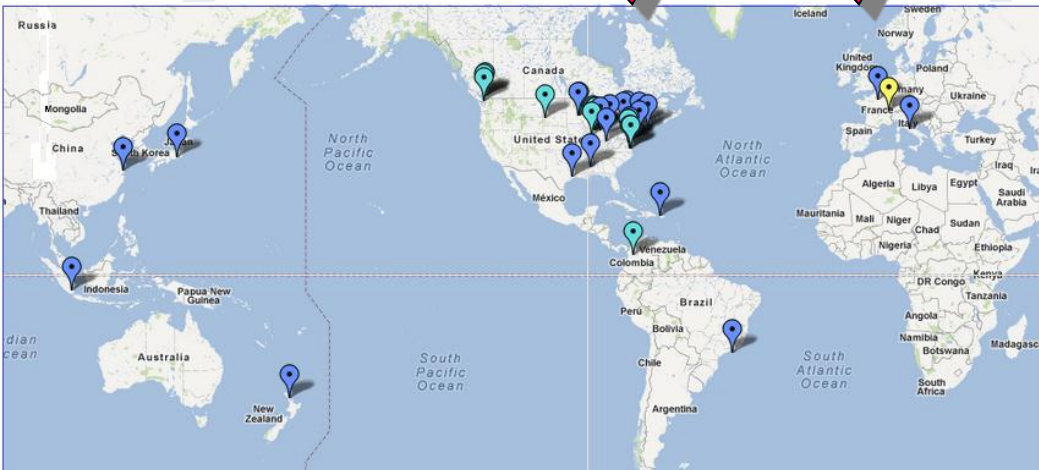 Russia
Iceland
Sweden
Norway
Canada
United
Kingdom
Poland
Mongolia
Ukraine
France
Italy
China
South Korea
United States
Spain
Turkey
North
Pacific
Ocean
North
Atlantic
Ocean
Iraq
México
Algeria
Libya
Egypt
Saudi
Arabia
Thailand
Mauritania
Mali
Niger
Chad
Sudan
Nigeria
Ethiopia
Venezuela
Colombia
Indonesia
Papua New
Guinea
Kenya
DR Congo
Tanzania
Brazil
Perú
Angola
Bolivia
Namibia
Botswana
Madagasc
dian
cean
Australia
South
Pacific
Ocean
Chile
South
Atlantic
Ocean
South
Africa
New
Zealand
Argentina